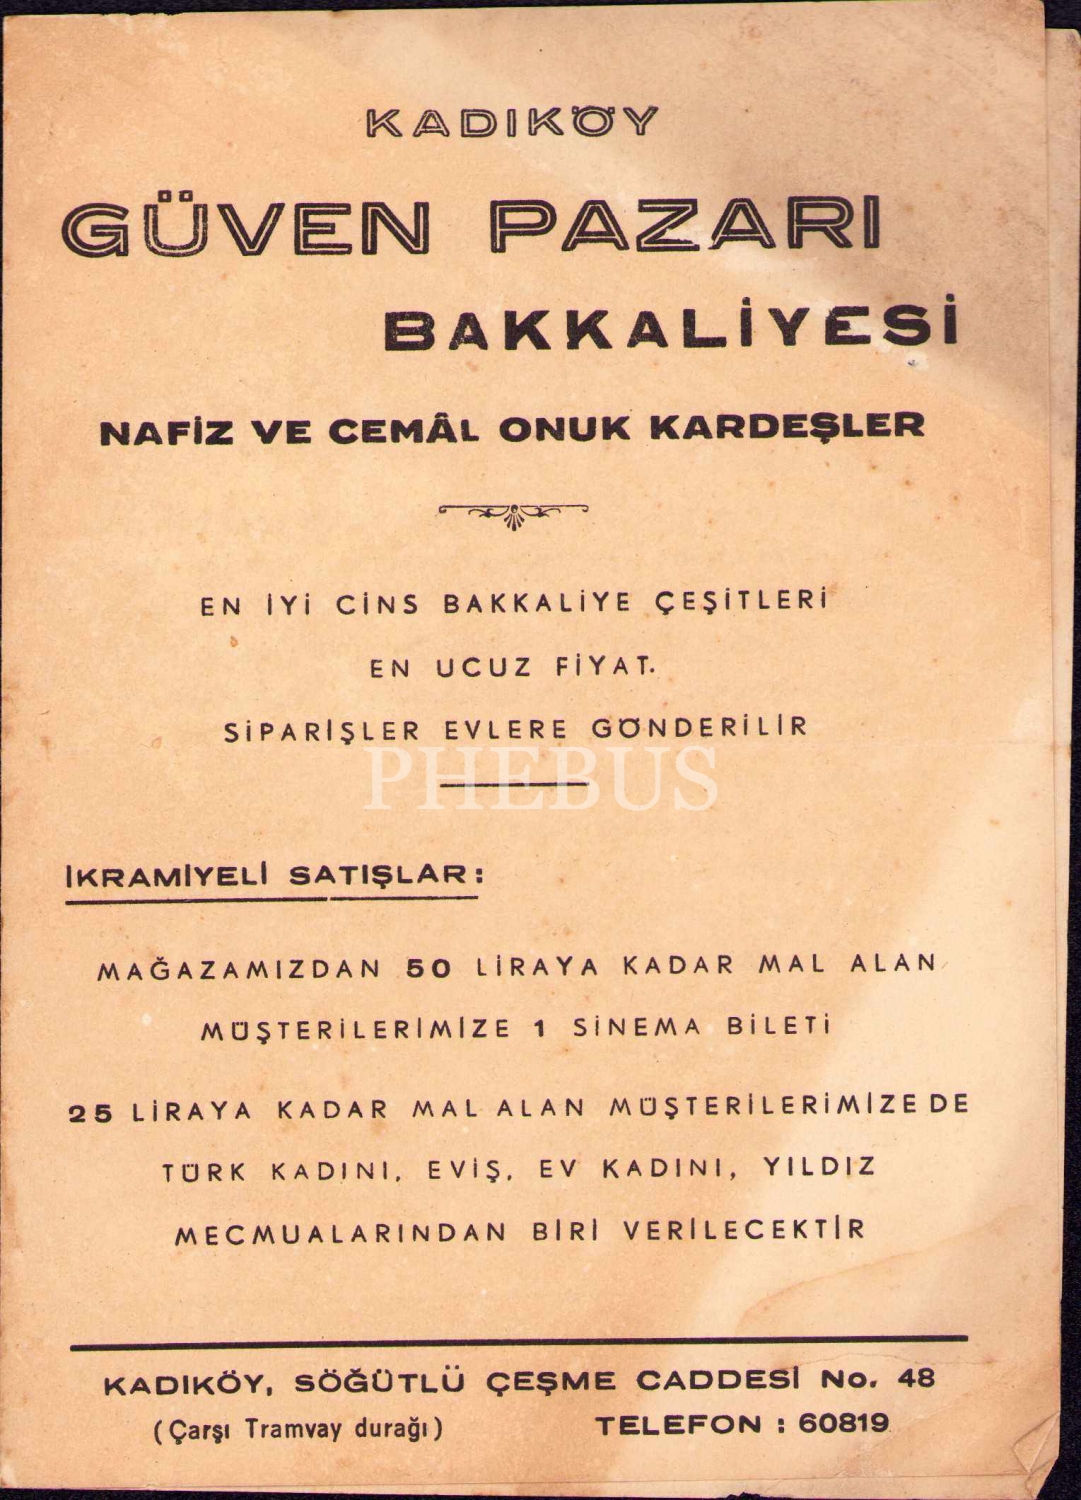 KADIKÖY
GÜVEN PAZARI
BAKKALİYESİ
NAFİZ VE CEMÂL ONUK KARDEŞLER
EN İYİ CİNS BAKKALİYE ÇEŞİTLERİ
EN UCUZ FİYAT.
SİPARİŞLER EVLERE GÖNDERİLİR
PHEBUS
İKRAMİYELİ SATIŞLAR:
MAĞAZAMIZDAN 50 LİRAYA KADAR MAL ALAN
MÜŞTERİLERİMİZE 1 SİNEMA BİLETİ
25 LİRAYA KADAR MAL ALAN MÜŞTERİLERİMİZE DE
TÜRK KADINI, EVİŞ, EV KADINI, YILDIZ
MECMUALARINDAN BİRİ VERİLECEKTİR
KADIKÖY, SÖĞÜTLÜ ÇEŞME CADDESİ No. 48
(Çarşı Tramvay durağı) TELEFON : 60819